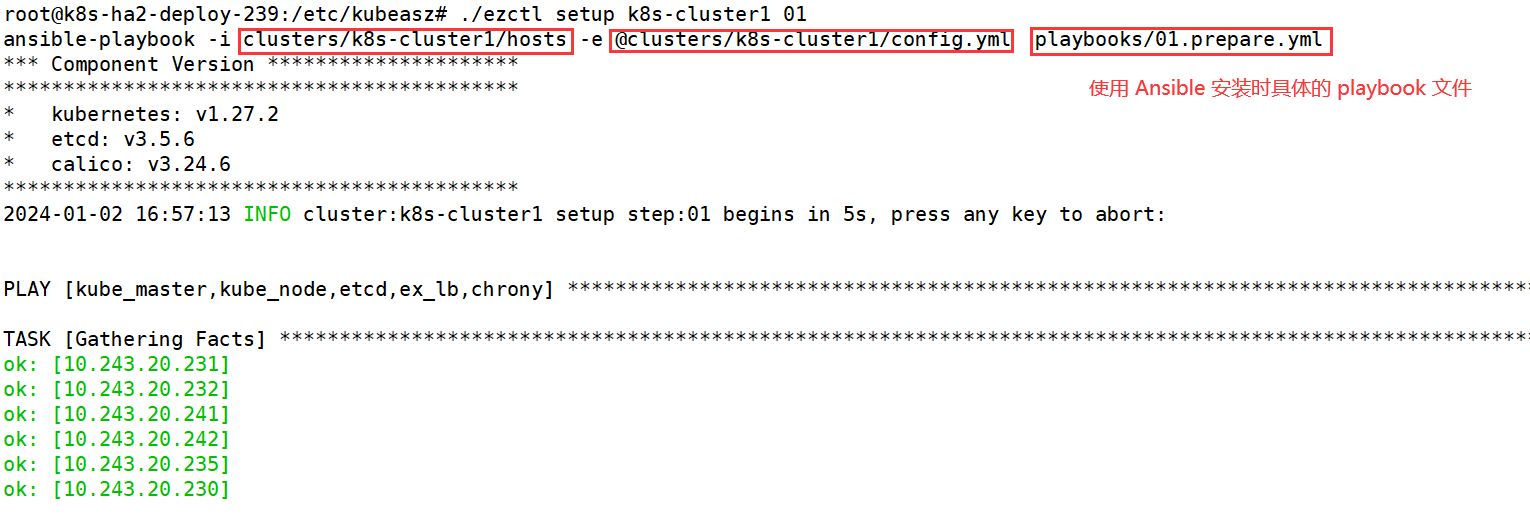 root@k8s-ha2-deploy-239:/etc/kubeasz# ./ezctl setup k8s-cluster1 01
ansible-playbook -i clusters/k8s-cluster1/hosts -e @clusters/k8s-cluster1/config.yml playbooks/01.prepare.yml
*** Component Version *********************
*******************************************
* kubernetes: v1.27.2
* etcd: v3.5.6
* calico: v3.24.6
*******************************************
使用 Ansible 安装时具体的 playbook 文件
2024-01-02 16:57:13 INFO cluster:k8s-cluster1 setup step:01 begins in 5s, press any key to abort:
PLAY [kube_master,kube_node,etcd,ex_lb,chrony] *********************************************************************************
TASK [Gathering Facts] *********************************************************************************************************
ok: [10.243.20.231]
ok: [10.243.20.232]
ok: [10.243.20.241]
ok: [10.243.20.242]
ok: [10.243.20.235]
ok: [10.243.20.230]